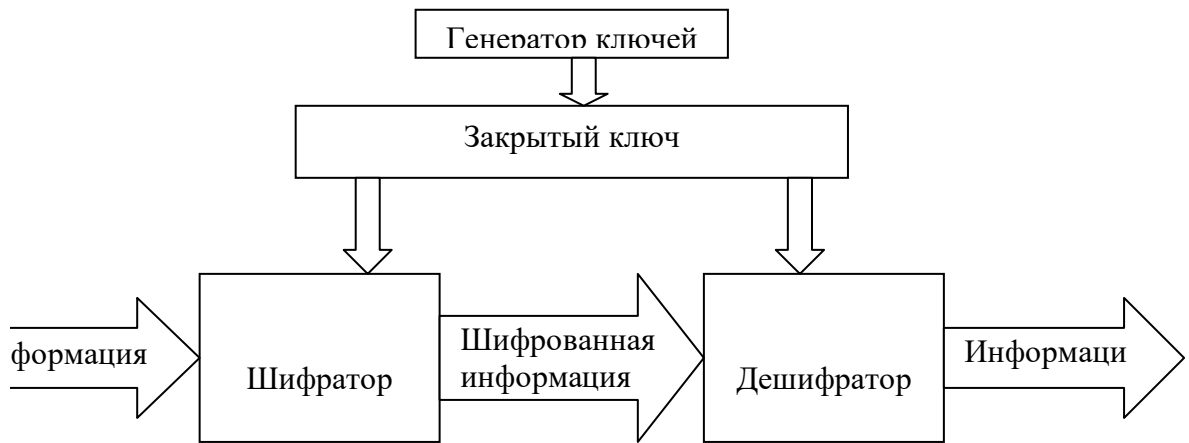 Генератор ключей
Закрытый ключ
формация
Шифратор
Шифрованная
информация
Дешифратор
Информаци